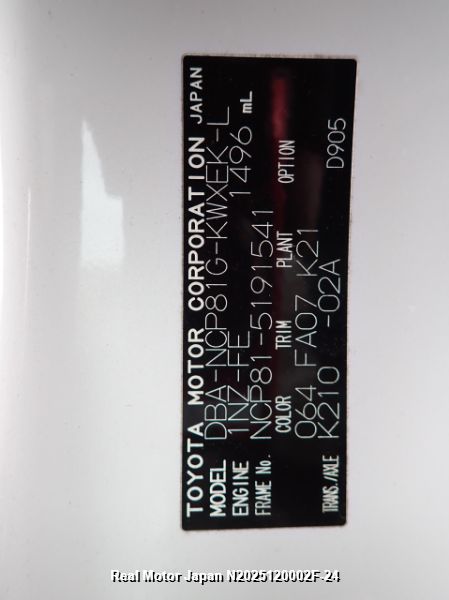 TOYOTA MOTOR CORPORATION JAPAN
MODEL DBA-NCP81G-KWXEK-L
ENGINE 1NZ-FE 1496 mL
FRAME No. NCP81-5191541
COLOR TRIM PLANT OPTION
064 FA07 K21
TRANS./AXLE K210 -02A D905
Real Motor Japan N2025120002F-24